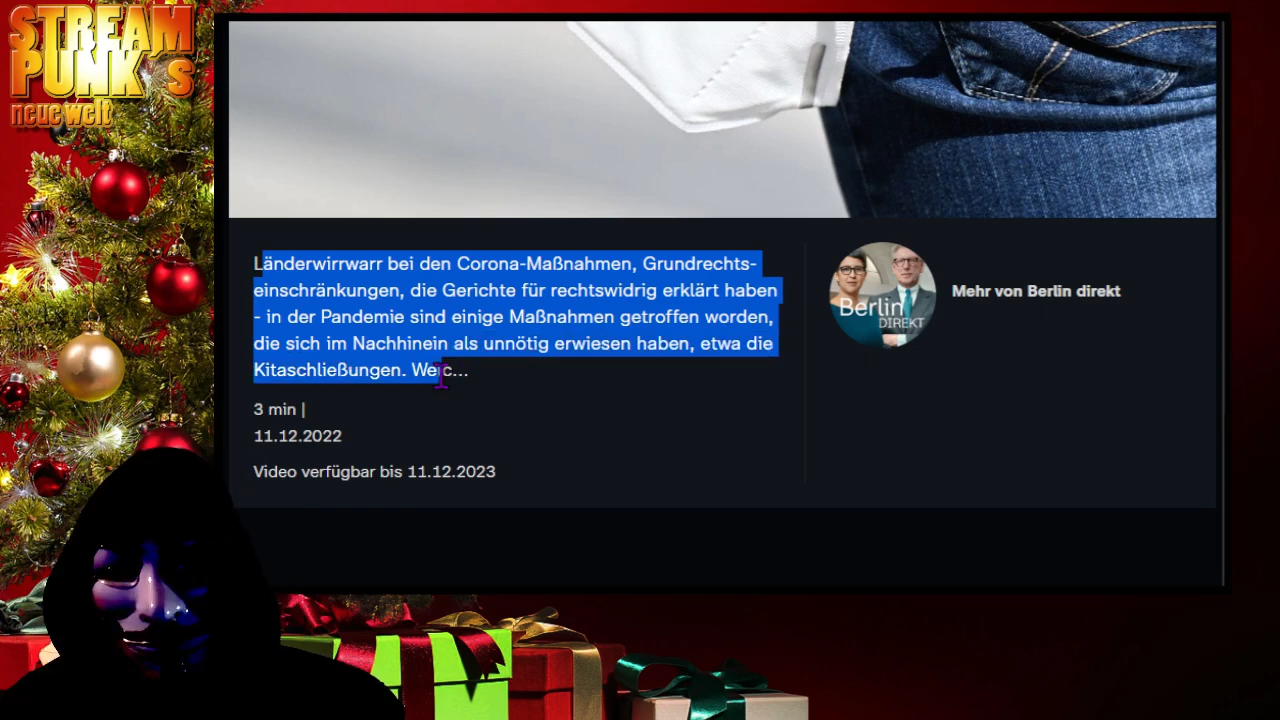 STREAM
PUNK´s
neue welt
Länderwirrwarr bei den Corona-Maßnahmen, Grundrechts-
einschränkungen, die Gerichte für rechtswidrig erklärt haben
- in der Pandemie sind einige Maßnahmen getroffen worden,
die sich im Nachhinein als unnötig erwiesen haben, etwa die
Kitaschließungen. Werc...
3 min |
11.12.2022
Video verfügbar bis 11.12.2023
Berlin
DIREKT
Mehr von Berlin direkt